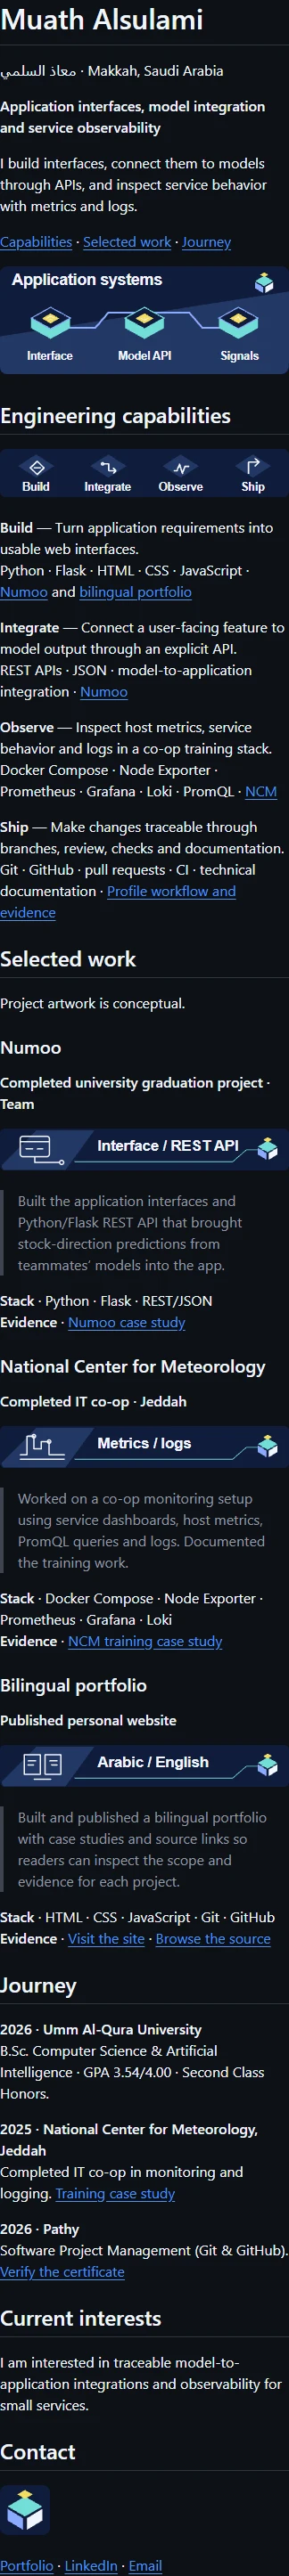 Muath Alsulami
معاذ السلمي · Makkah, Saudi Arabia
Application interfaces, model integration
and service observability
I build interfaces, connect them to models
through APIs, and inspect service behavior
with metrics and logs.
Capabilities · Selected work · Journey
Application systems
Interface Model API Signals
Engineering capabilities
Build Integrate Observe Ship
Build — Turn application requirements into
usable web interfaces.
Python · Flask · HTML · CSS · JavaScript ·
Numoo and bilingual portfolio
Integrate — Connect a user-facing feature to
model output through an explicit API.
REST APIs · JSON · model-to-application
integration · Numoo
Observe — Inspect host metrics, service
behavior and logs in a co-op training stack.
Docker Compose · Node Exporter ·
Prometheus · Grafana · Loki · PromQL · NCM
Ship — Make changes traceable through
branches, review, checks and documentation.
Git · GitHub · pull requests · CI · technical
documentation · Profile workflow and
evidence
Selected work
Project artwork is conceptual.
Numoo
Completed university graduation project ·
Team
Interface / REST API
Built the application interfaces and
Python/Flask REST API that brought
stock-direction predictions from
teammates’ models into the app.
Stack · Python · Flask · REST/JSON
Evidence · Numoo case study
National Center for Meteorology
Completed IT co-op · Jeddah
Metrics / logs
Worked on a co-op monitoring setup
using service dashboards, host metrics,
PromQL queries and logs. Documented
the training work.
Stack · Docker Compose · Node Exporter ·
Prometheus · Grafana · Loki
Evidence · NCM training case study
Bilingual portfolio
Published personal website
Arabic / English
Built and published a bilingual portfolio
with case studies and source links so
readers can inspect the scope and
evidence for each project.
Stack · HTML · CSS · JavaScript · Git · GitHub
Evidence · Visit the site · Browse the source
Journey
2026 · Umm Al-Qura University
B.Sc. Computer Science & Artificial
Intelligence · GPA 3.54/4.00 · Second Class
Honors.
2025 · National Center for Meteorology,
Jeddah
Completed IT co-op in monitoring and
logging. Training case study
2026 · Pathy
Software Project Management (Git & GitHub).
Verify the certificate
Current interests
I am interested in traceable model-to-
application integrations and observability for
small services.
Contact
Portfolio · LinkedIn · Email